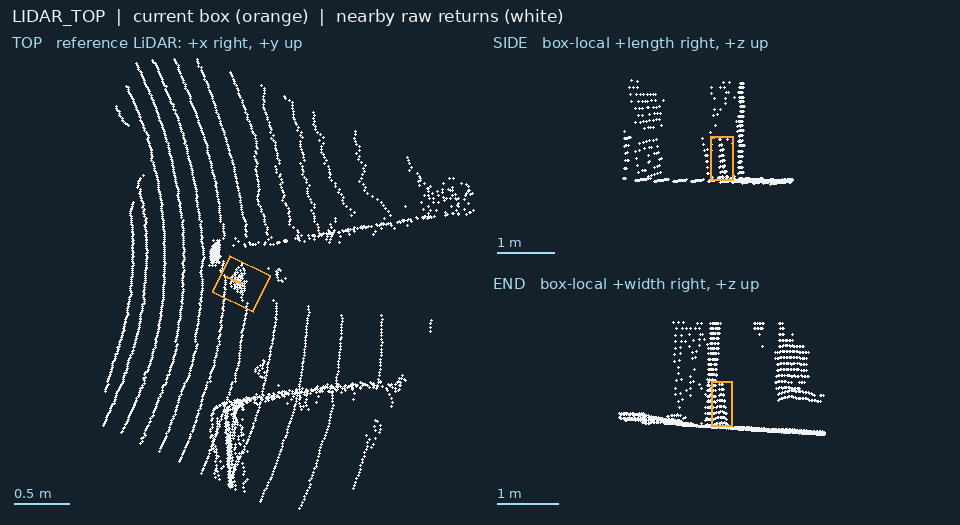 LIDAR_TOP | current box (orange) | nearby raw returns (white)
TOP reference LiDAR: +x right, +y up
SIDE box-local +length right, +z up
1 m
END box-local +width right, +z up
0.5 m
1 m